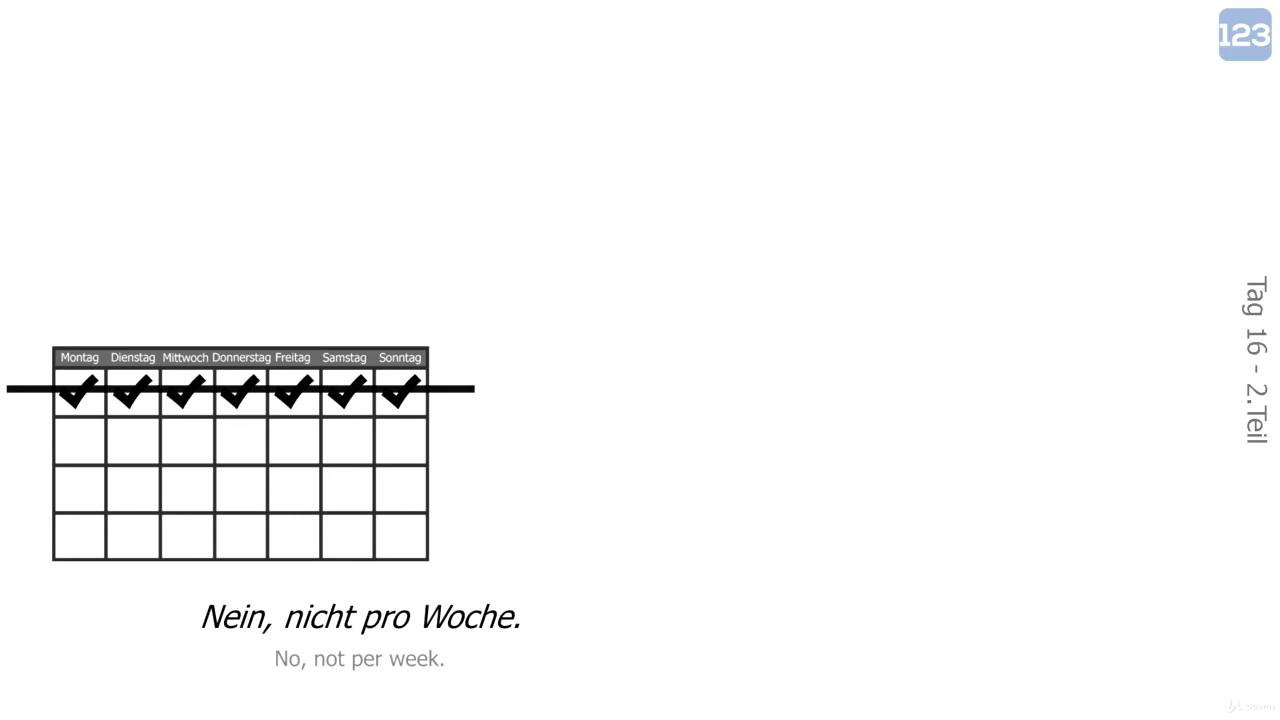 123
Montag Dienstag Mittwoch Donnerstag Freitag Samstag Sonntag
Tag 16 - 2.Teil
Nein, nicht pro Woche.
No, not per week.